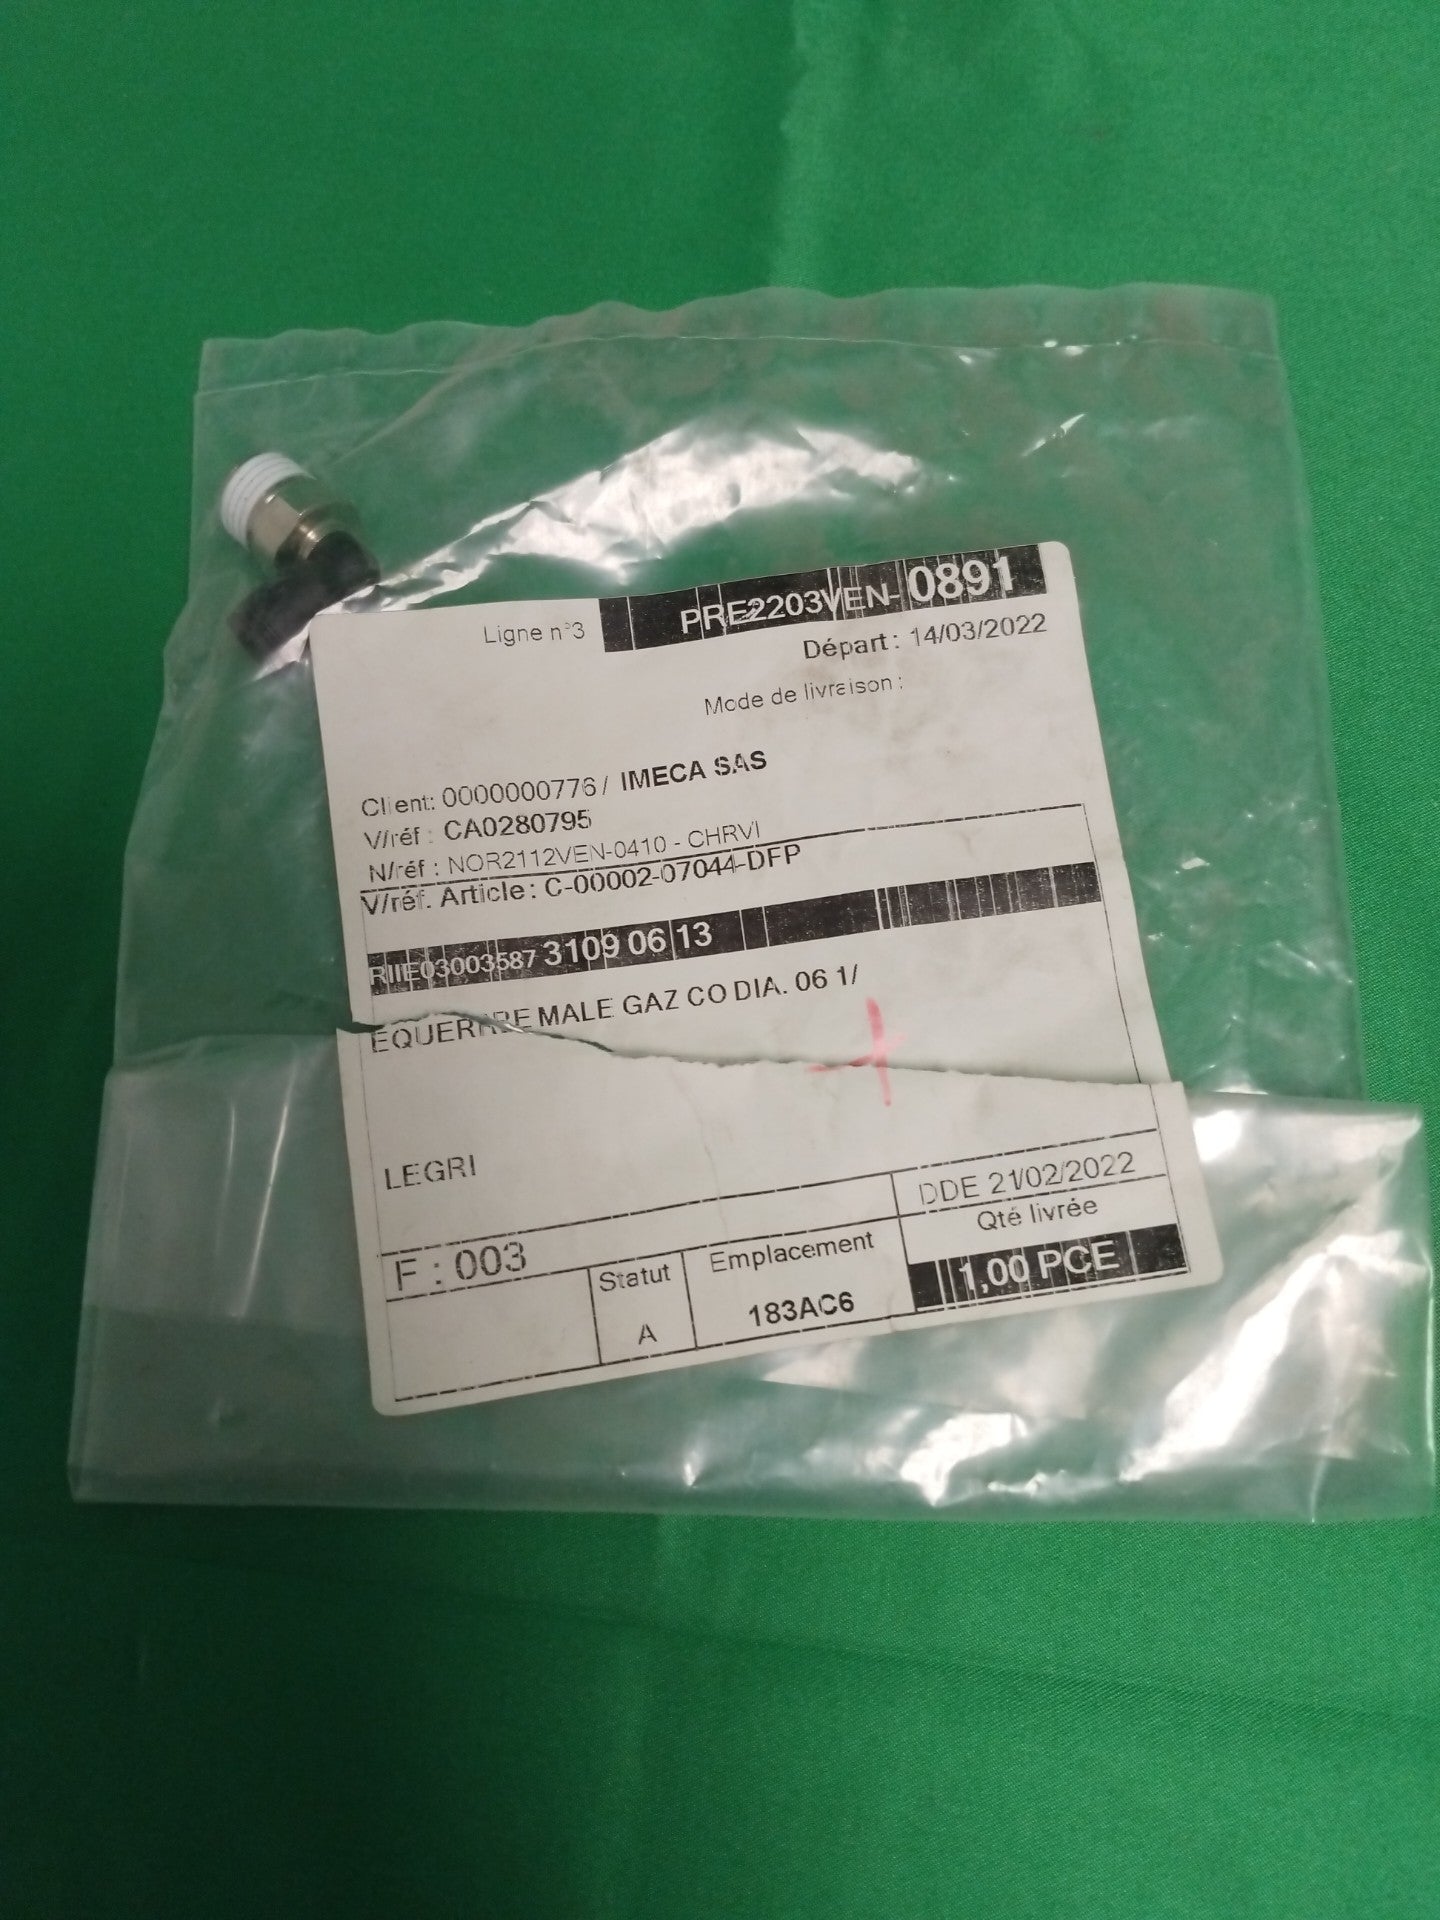 Ligne n°3 PRE2203VEN-0891
Départ : 14/03/2022
Mode de livraison :
Client: 0000000776 / IMECA SAS
V/réf : CA0280795
N/réf : NOR2112VEN-0410 - CHRVI
V/réf. Article : C-00002-07044-DFP
3109 06 13
MALE GAZ CO DIA. 06 1/
LEGRI
DDE 21/02/2022
F : 003 Statut Emplacement Qté livrée
A 183AC6 1,00 PCE